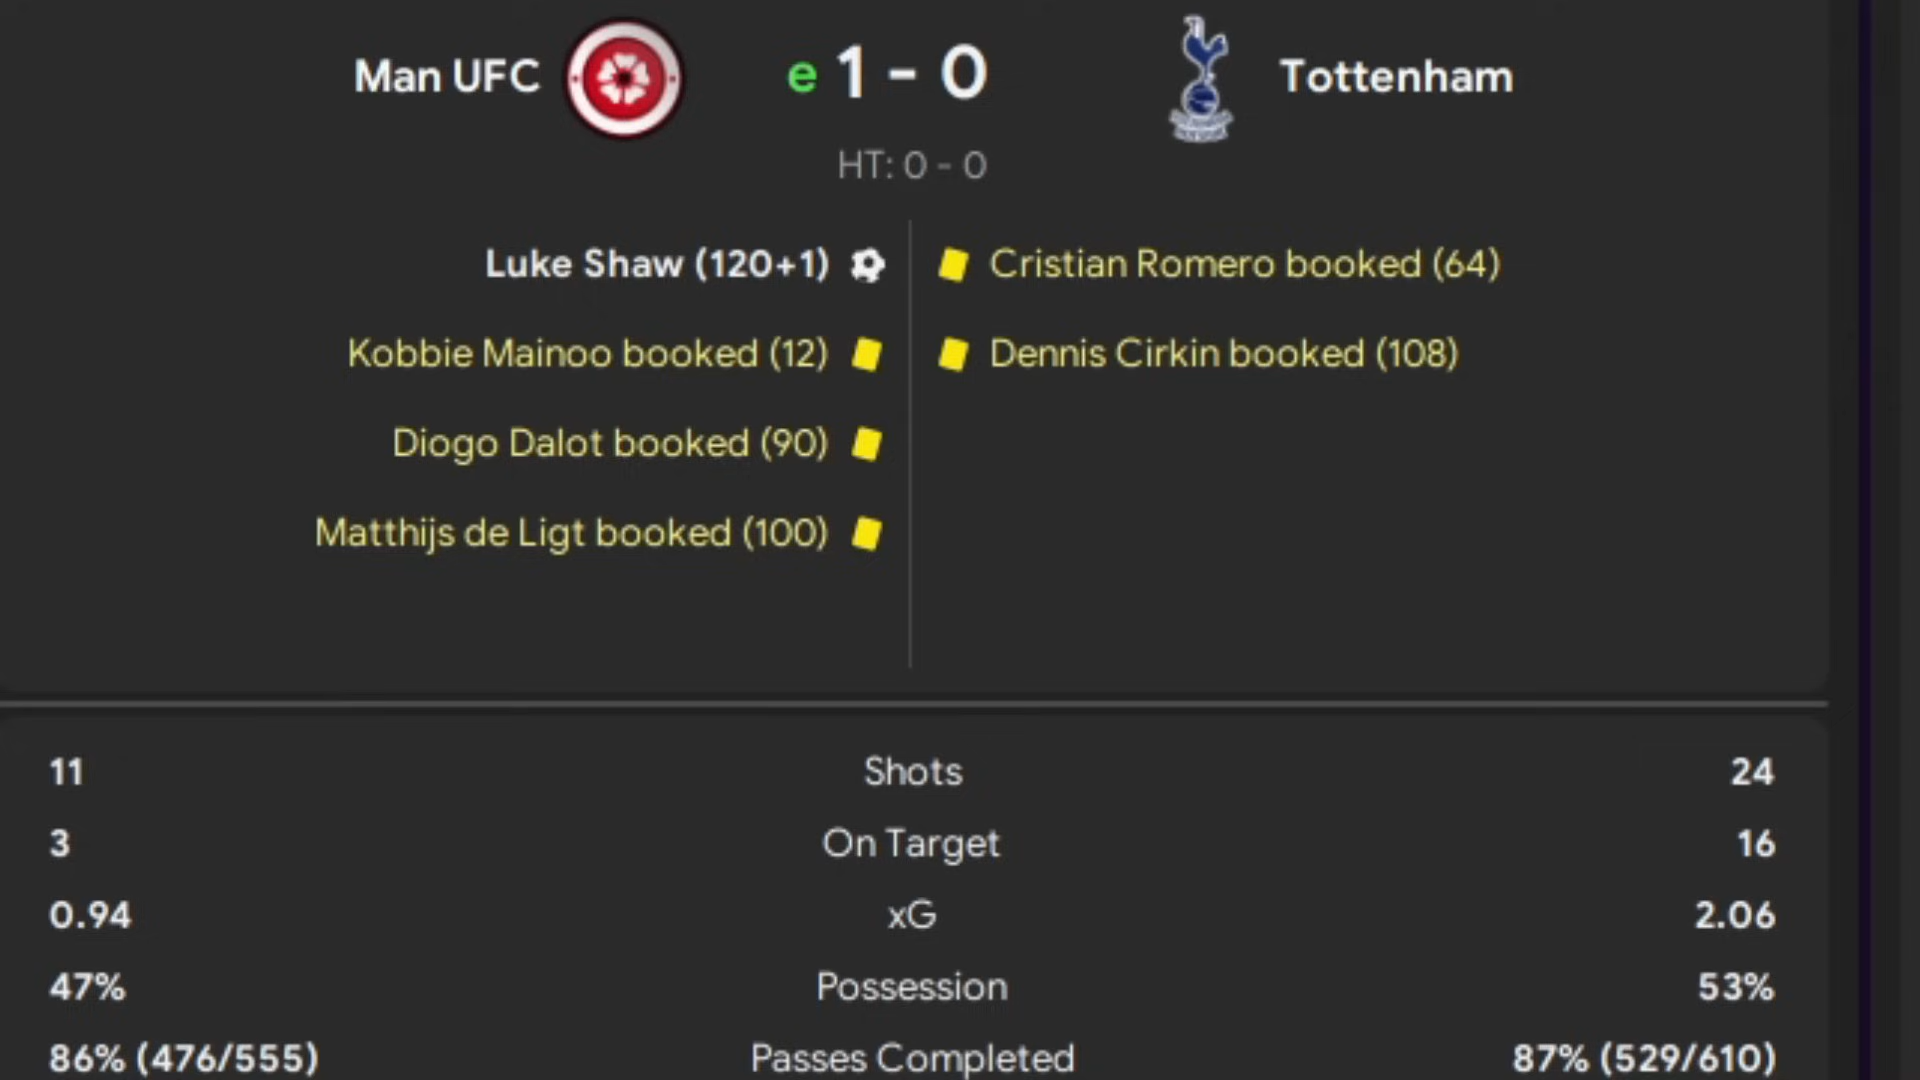 Man UFC e 1 - 0 Tottenham
HT: 0 - 0
Luke Shaw (120+1)
Kobbie Mainoo booked (12)
Diogo Dalot booked (90)
Matthijs de Ligt booked (100)
Cristian Romero booked (64)
Dennis Cirkin booked (108)
11 Shots 24
3 On Target 16
0.94 xG 2.06
47% Possession 53%
86% (476/555) Passes Completed 87% (529/610)